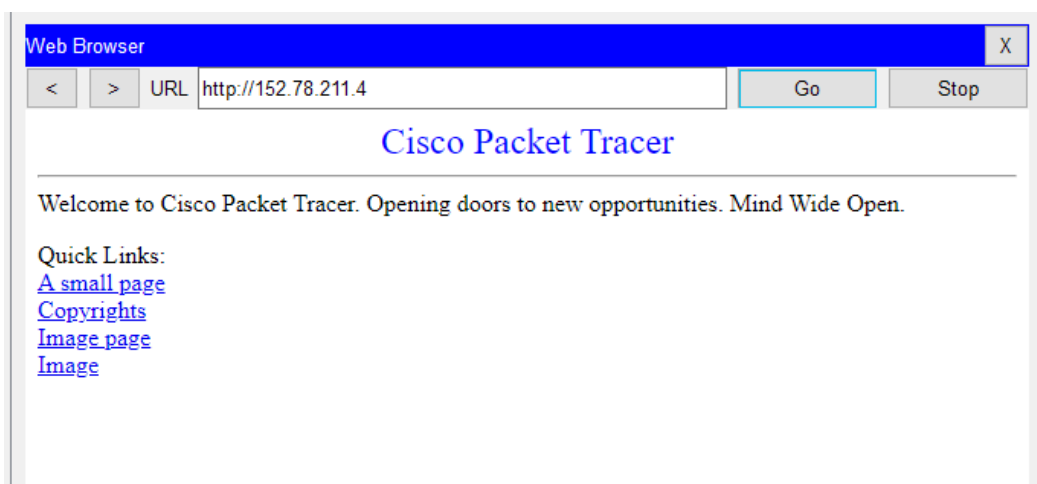 Web Browser X
< > URL http://152.78.211.4 Go Stop
Cisco Packet Tracer
Welcome to Cisco Packet Tracer. Opening doors to new opportunities. Mind Wide Open.
Quick Links:
A small page
Copyrights
Image page
Image